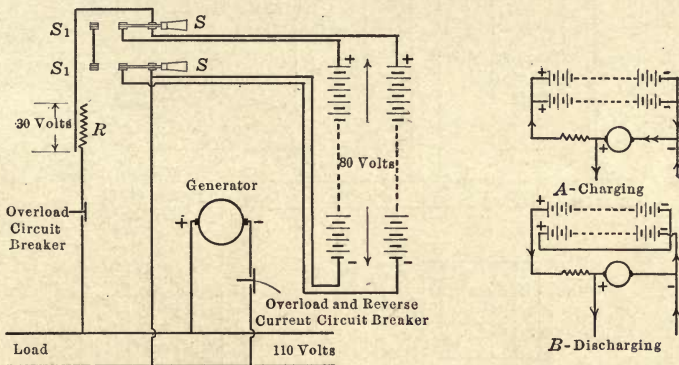 S1
S
S1
S
+
+
30 Volts
R
80 Volts
Generator
+
-
Overload
Circuit
Breaker
-
-
Overload and Reverse
Current Circuit Breaker
Load
110 Volts
+
-
+
+
-
A-Charging
+
-
+
-
+
-
B-Discharging